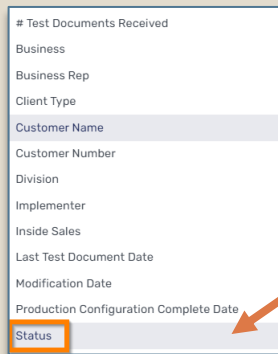 # Test Documents Received
Business
Business Rep
Client Type
Customer Name
Customer Number
Division
Implementer
Inside Sales
Last Test Document Date
Modification Date
Production Configuration Complete Date
Status